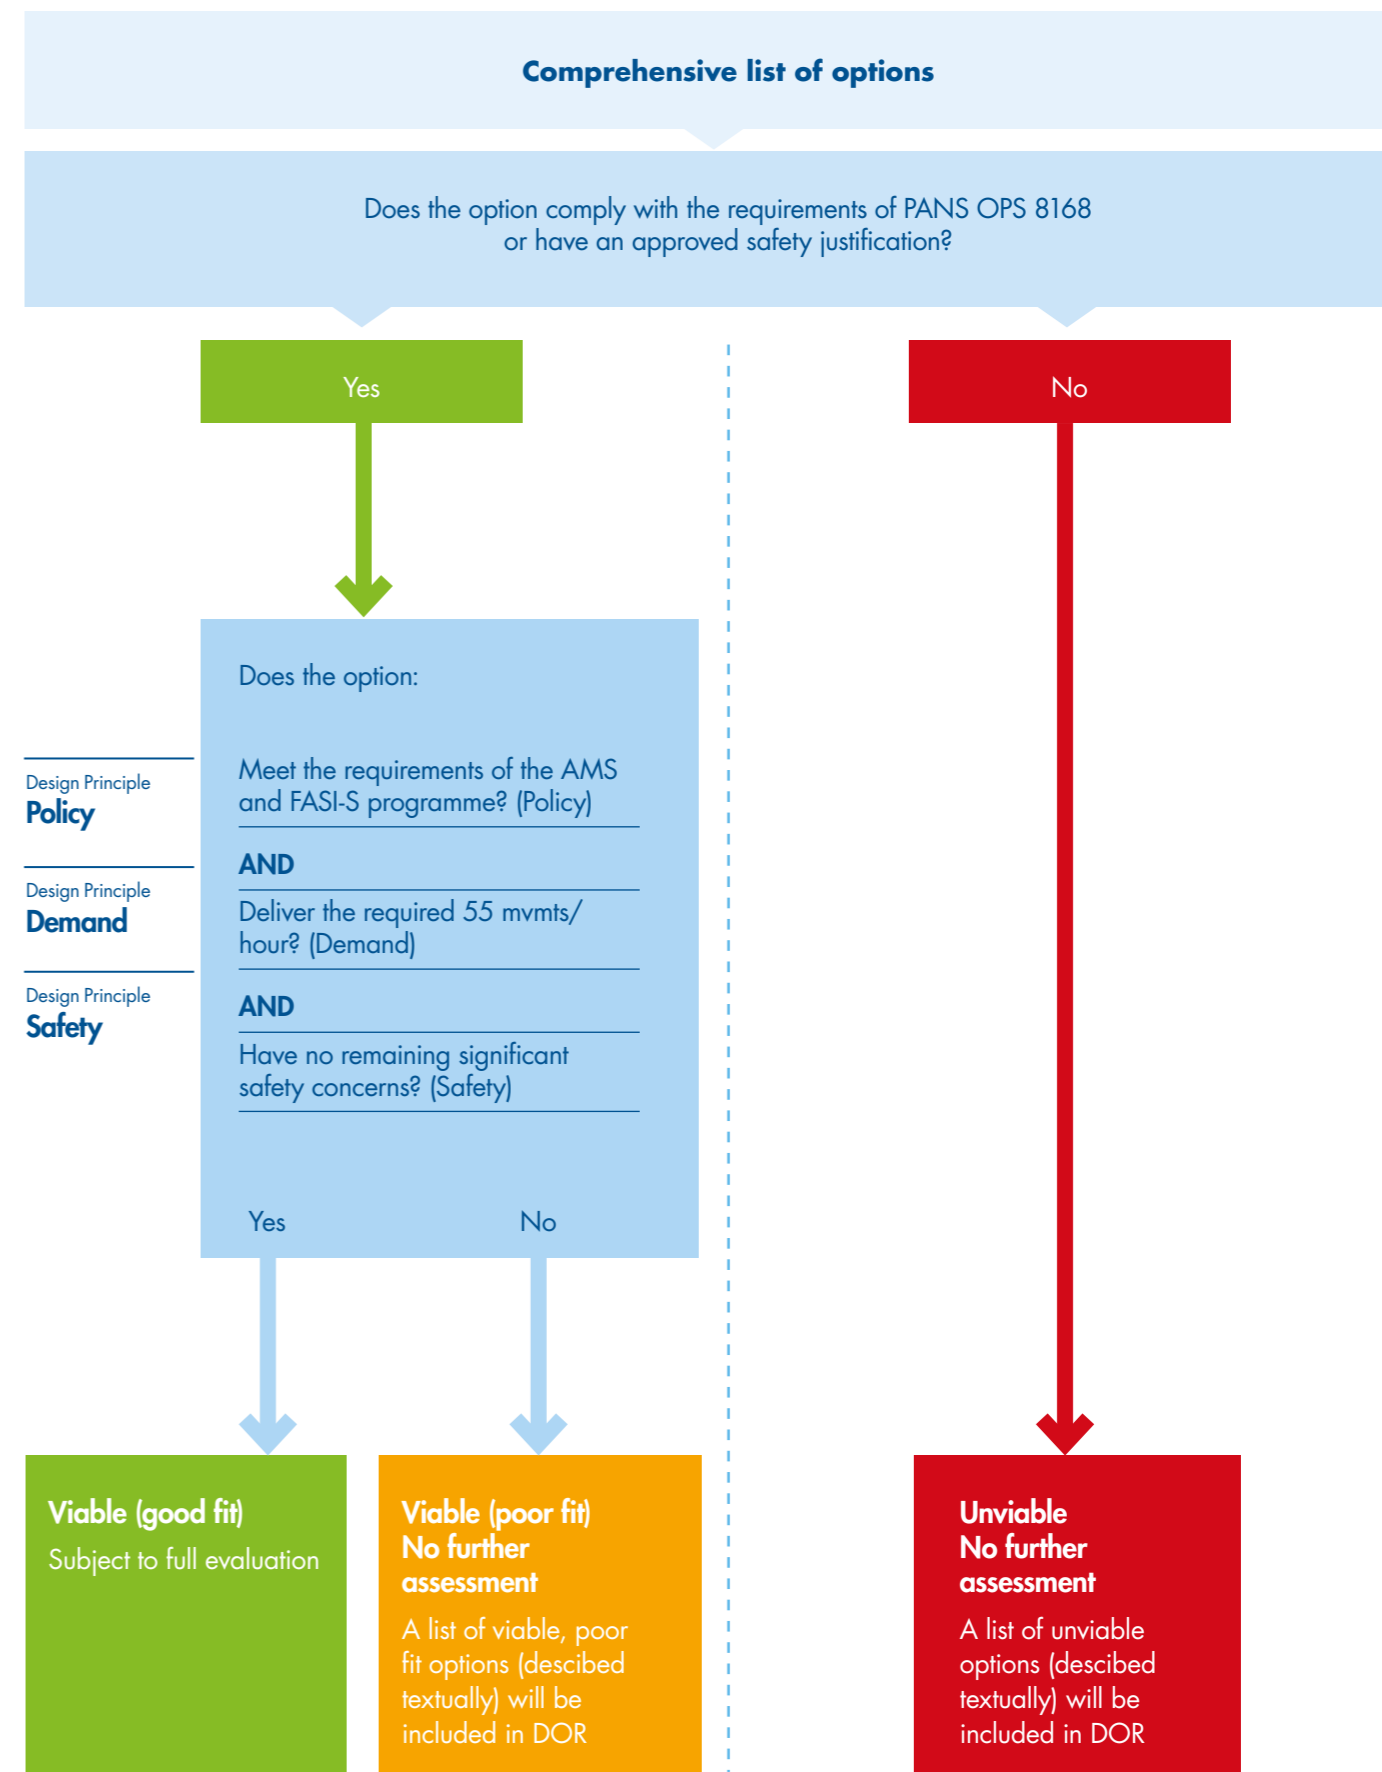 Comprehensive list of options
Does the option comply with the requirements of PANS OPS 8168
or have an approved safety justification?
Yes
No
Does the option:
Design Principle
Policy
Meet the requirements of the AMS
and FASI-S programme? (Policy)
AND
Design Principle
Demand
Deliver the required 55 mvmts/
hour? (Demand)
AND
Design Principle
Safety
Have no remaining significant
safety concerns? (Safety)
Yes
No
Viable (good fit)
Subject to full evaluation
Viable (poor fit)
No further
assessment
A list of viable, poor
fit options (descibed
textually) will be
included in DOR
Unviable
No further
assessment
A list of unviable
options (descibed
textually) will be
included in DOR